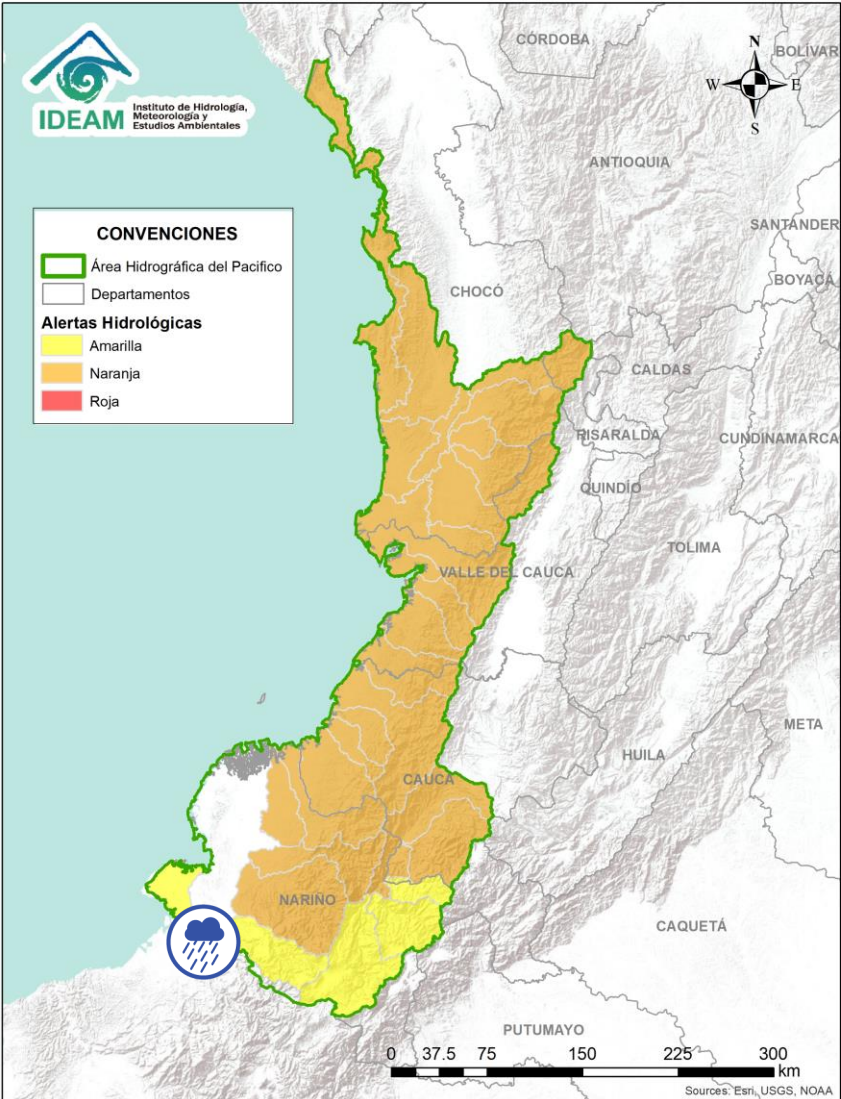 IDEAM
Instituto de Hidrología,
Meteorología y
Estudios Ambientales
N
W
E
S
CÓRDOBA
BOLÍVAR
ANTIOQUIA
SANTANDER
BOYACÁ
CONVENCIONES
Área Hidrográfica del Pacifico
Departamentos
Alertas Hidrológicas
Amarilla
Naranja
Roja
CHOCÓ
CALDAS
RISARALDA
CUNDINAMARCA
QUINDÍO
TOLIMA
VALLE DEL CAUCA
META
HUILA
CAUCA
NARIÑO
CAQUETÁ
PUTUMAYO
0 37.5 75 150 225 300
km
Sources: Esri, USGS, NOAA